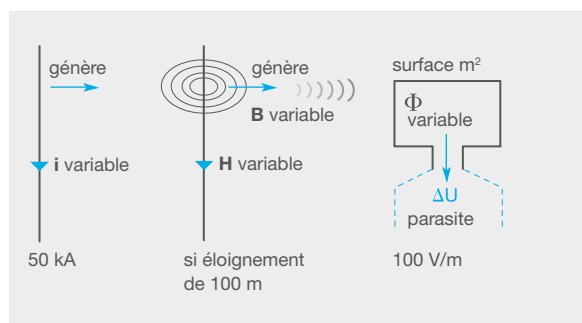 génère
i variable
50 kA
génère
B variable
H variable
si éloignement
de 100 m
surface m²
Φ
variable
ΔU
parasite
100 V/m